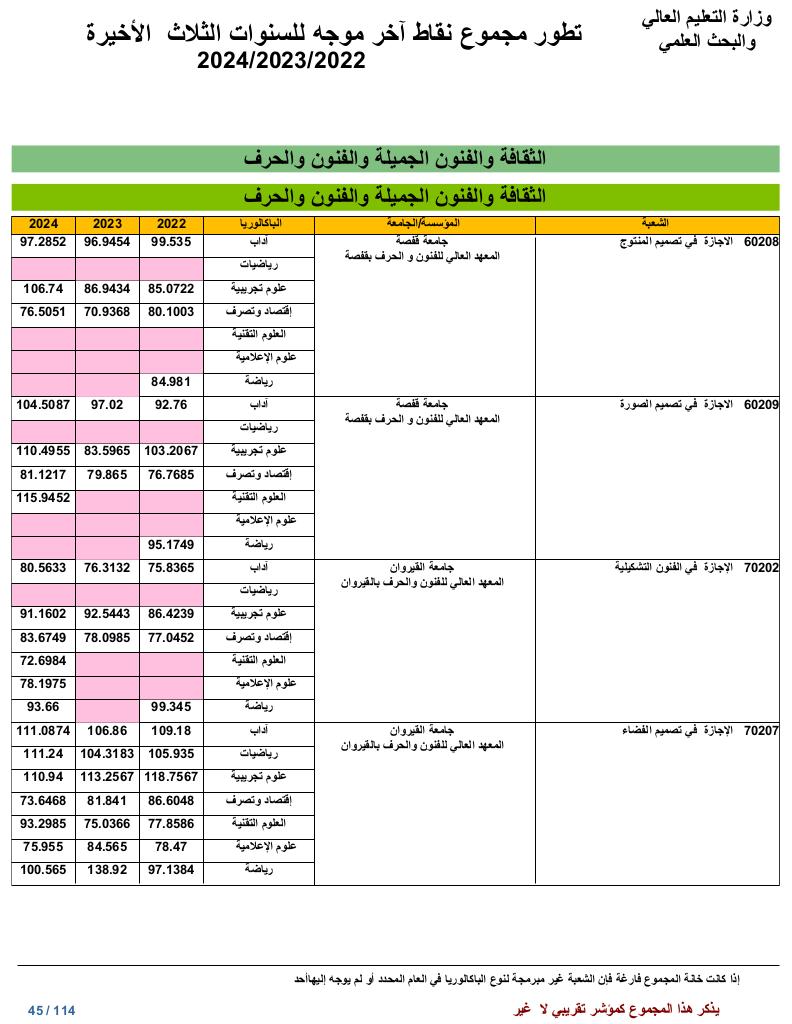 وزارة التعليم العالي
والبحث العلمي
تطور مجموع نقاط آخر موجه للسنوات الثلاث الأخيرة
2024/2023/2022
الثقافة والفنون الجميلة والفنون والحرف
الثقافة والفنون الجميلة والفنون والحرف
الشعبة المؤسسة/الجامعة الباكالوريا 2022 2023 2024
60208 الاجازة في تصميم المنتوج جامعة قفصة آداب 99.535 96.9454 97.2852
المعهد العالي للفنون و الحرف بقفصة
رياضيات
علوم تجريبية 85.0722 86.9434 106.74
إقتصاد وتصرف 80.1003 70.9368 76.5051
العلوم التقنية
علوم الإعلامية
رياضة 84.981
60209 الاجازة في تصميم الصورة جامعة قفصة آداب 92.76 97.02 104.5087
المعهد العالي للفنون و الحرف بقفصة
رياضيات
علوم تجريبية 103.2067 83.5965 110.4955
إقتصاد وتصرف 76.7685 79.865 81.1217
العلوم التقنية 115.9452
علوم الإعلامية
رياضة 95.1749
70202 الإجازة في الفنون التشكيلية جامعة القيروان آداب 75.8365 76.3132 80.5633
المعهد العالي للفنون والحرف بالقيروان
رياضيات
علوم تجريبية 86.4239 92.5443 91.1602
إقتصاد وتصرف 77.0452 78.0985 83.6749
العلوم التقنية 72.6984
علوم الإعلامية 78.1975
رياضة 99.345 93.66
70207 الإجازة في تصميم الفضاء جامعة القيروان آداب 109.18 106.86 111.0874
المعهد العالي للفنون والحرف بالقيروان
رياضيات 105.935 104.3183 111.24
علوم تجريبية 118.7567 113.2567 110.94
إقتصاد وتصرف 86.6048 81.841 73.6468
العلوم التقنية 77.8586 75.0366 93.2985
علوم الإعلامية 78.47 84.565 75.955
رياضة 97.1384 138.92 100.565
إذا كانت خانة المجموع فارغة فإن الشعبة غير مبرمجة لنوع الباكالوريا في العام المحدد أو لم يوجه إليهاأحد
يذكر هذا المجموع كمؤشر تقريبي لا غير
45 / 114